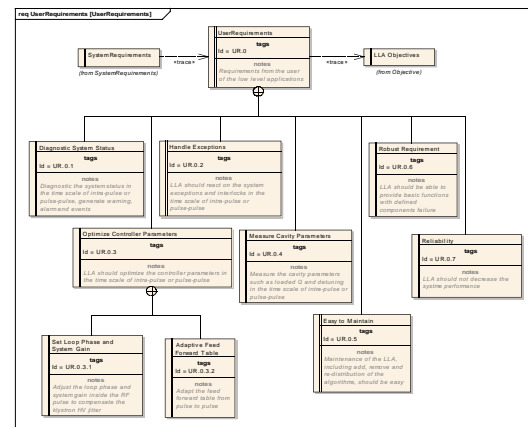 req UserRequirements [UserRequirements]
UserRequirements
tags
Id = UR.0
notes
Requirements from the user
of the low level applications
SystemRequirements
(from SystemRequirements)
«trace»
«trace»
LLA Objectives
(from Objective)
Diagnostic System Status
tags
Id = UR.0.1
notes
Diagnostic the system status in
the time scale of intra-pulse or
pulse-pulse, generate warning,
alarm and events
Handle Exceptions
tags
Id = UR.0.2
notes
LLA should react on the system
exceptions and interlocks in the
time scale of intra-pulse or
pulse-pulse
Robust Requirement
tags
Id = UR.0.6
notes
LLA should be able to
provide basic functions
with defined
components failure
Optimize Controller Parameters
tags
Id = UR.0.3
notes
LLA should optimize the controller parameters in
the time scale of intra-pulse or pulse-pulse
Measure Cavity Parameters
tags
Id = UR.0.4
notes
Measure the cavity parameters
such as loaded Q and detuning
in the time scale of intra-pulse or
pulse-pulse
Reliability
tags
Id = UR.0.7
notes
LLA should not decrease the
system performance
Set Loop Phase and
System Gain
tags
Id = UR.0.3.1
notes
Adjust the loop phase and
system gain inside the RF
pulse to compensate the
klystron HV jitter
Adaptive Feed
Forward Table
tags
Id = UR.0.3.2
notes
Adapt the feed
forward table from
pulse to pulse
Easy to Maintain
tags
Id = UR.0.5
notes
Maintenance of the LLA,
including add, remove and
re-distribution of the
algorithms, should be easy